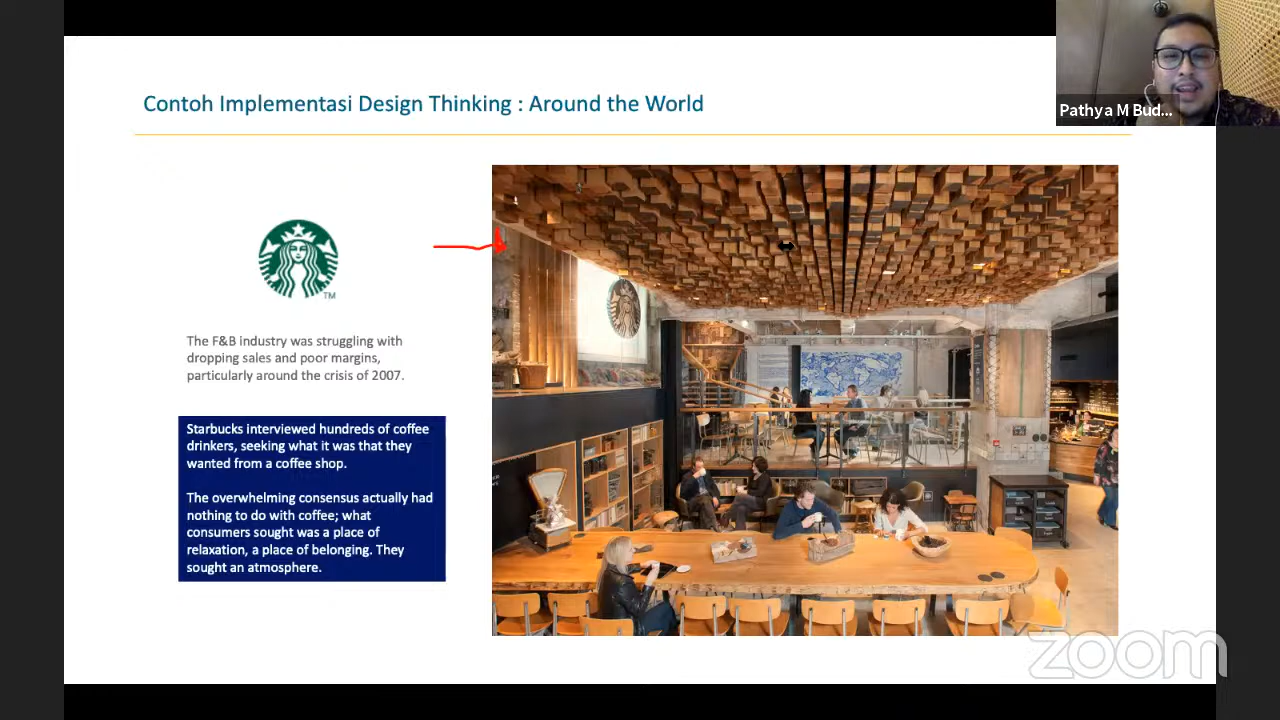 Contoh Implementasi Design Thinking : Around the World
Pathya M Bud...
TM
The F&B industry was struggling with
dropping sales and poor margins,
particularly around the crisis of 2007.
Starbucks interviewed hundreds of coffee
drinkers, seeking what it was that they
wanted from a coffee shop.
The overwhelming consensus actually had
nothing to do with coffee; what
consumers sought was a place of
relaxation, a place of belonging. They
sought an atmosphere.
zoom